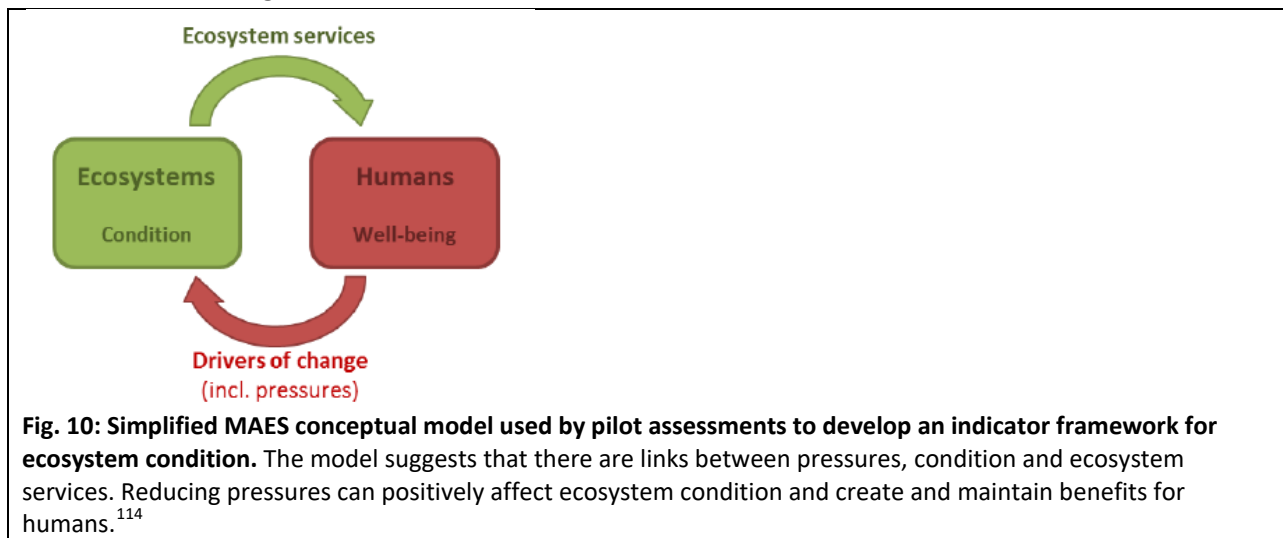 Ecosystem services
Ecosystems
Humans
Condition
Well-being
Drivers of change
(incl. pressures)
Fig. 10: Simplified MAES conceptual model used by pilot assessments to develop an indicator framework for
ecosystem condition. The model suggests that there are links between pressures, condition and ecosystem
services. Reducing pressures can positively affect ecosystem condition and create and maintain benefits for
humans.114